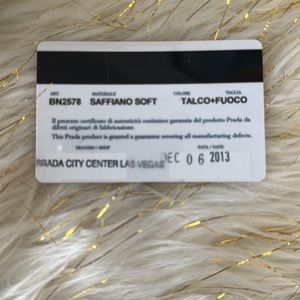 ART. MATERIALE COLORE TAGLIA
BN2578 SAFFIANO SOFT TALCO+FUOCO
Il presente certificato di autenticità costituisce garanzia del prodotto Prada da
difetti originari di fabbricazione.
This Prada product is granted a guarantee covering all manufacturing defects.
NEGOZIO / SHOP DATA / DATE
PRADA CITY CENTER LAS VEGAS DEC 06 2013